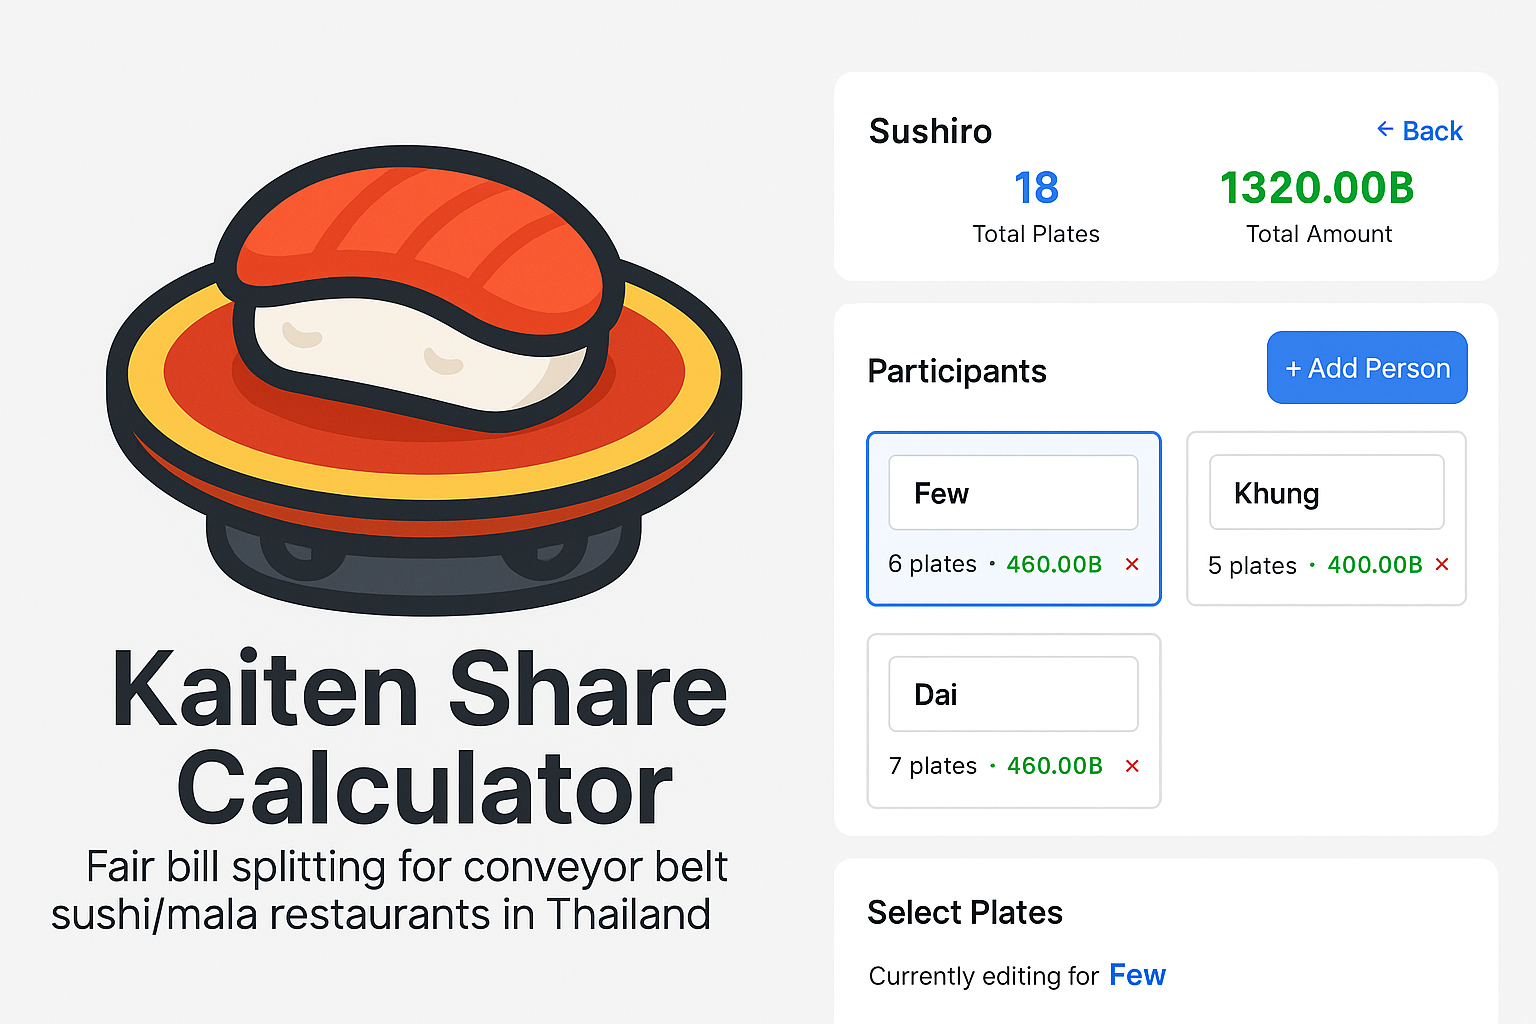 Kaiten Share
Calculator
Fair bill splitting for conveyor belt
sushi/mala restaurants in Thailand
Sushiro
← Back
18
1320.00B
Total Plates
Total Amount
Participants
+ Add Person
Few
6 plates · 460.00B ×
Khung
5 plates · 400.00B ×
Dai
7 plates · 460.00B ×
Select Plates
Currently editing for Few